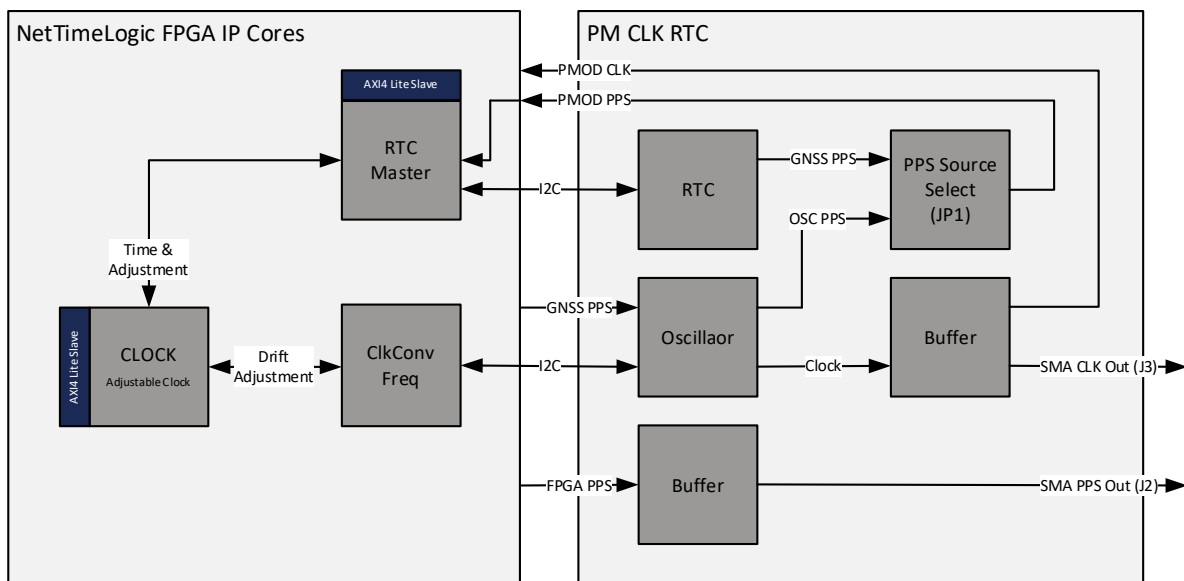 NetTimeLogic FPGA IP Cores
AXI4 Lite Slave
RTC
Master
Time &
Adjustment
AXI4 Lite Slave
CLOCK
Adjustable Clock
Drift
Adjustment
ClkConv
Freq
PM CLK RTC
PMOD CLK
PMOD PPS
I2C
RTC
GNSS PPS
PPS Source
Select
(JP1)
OSC PPS
GNSS PPS
I2C
Oscillaor
Clock
Buffer
SMA CLK Out (J3)
FPGA PPS
Buffer
SMA PPS Out (J2)